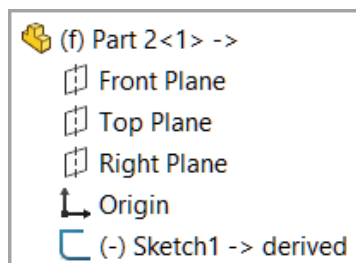 (f) Part 2<1> ->
Front Plane
Top Plane
Right Plane
Origin
(-) Sketch1 -> derived